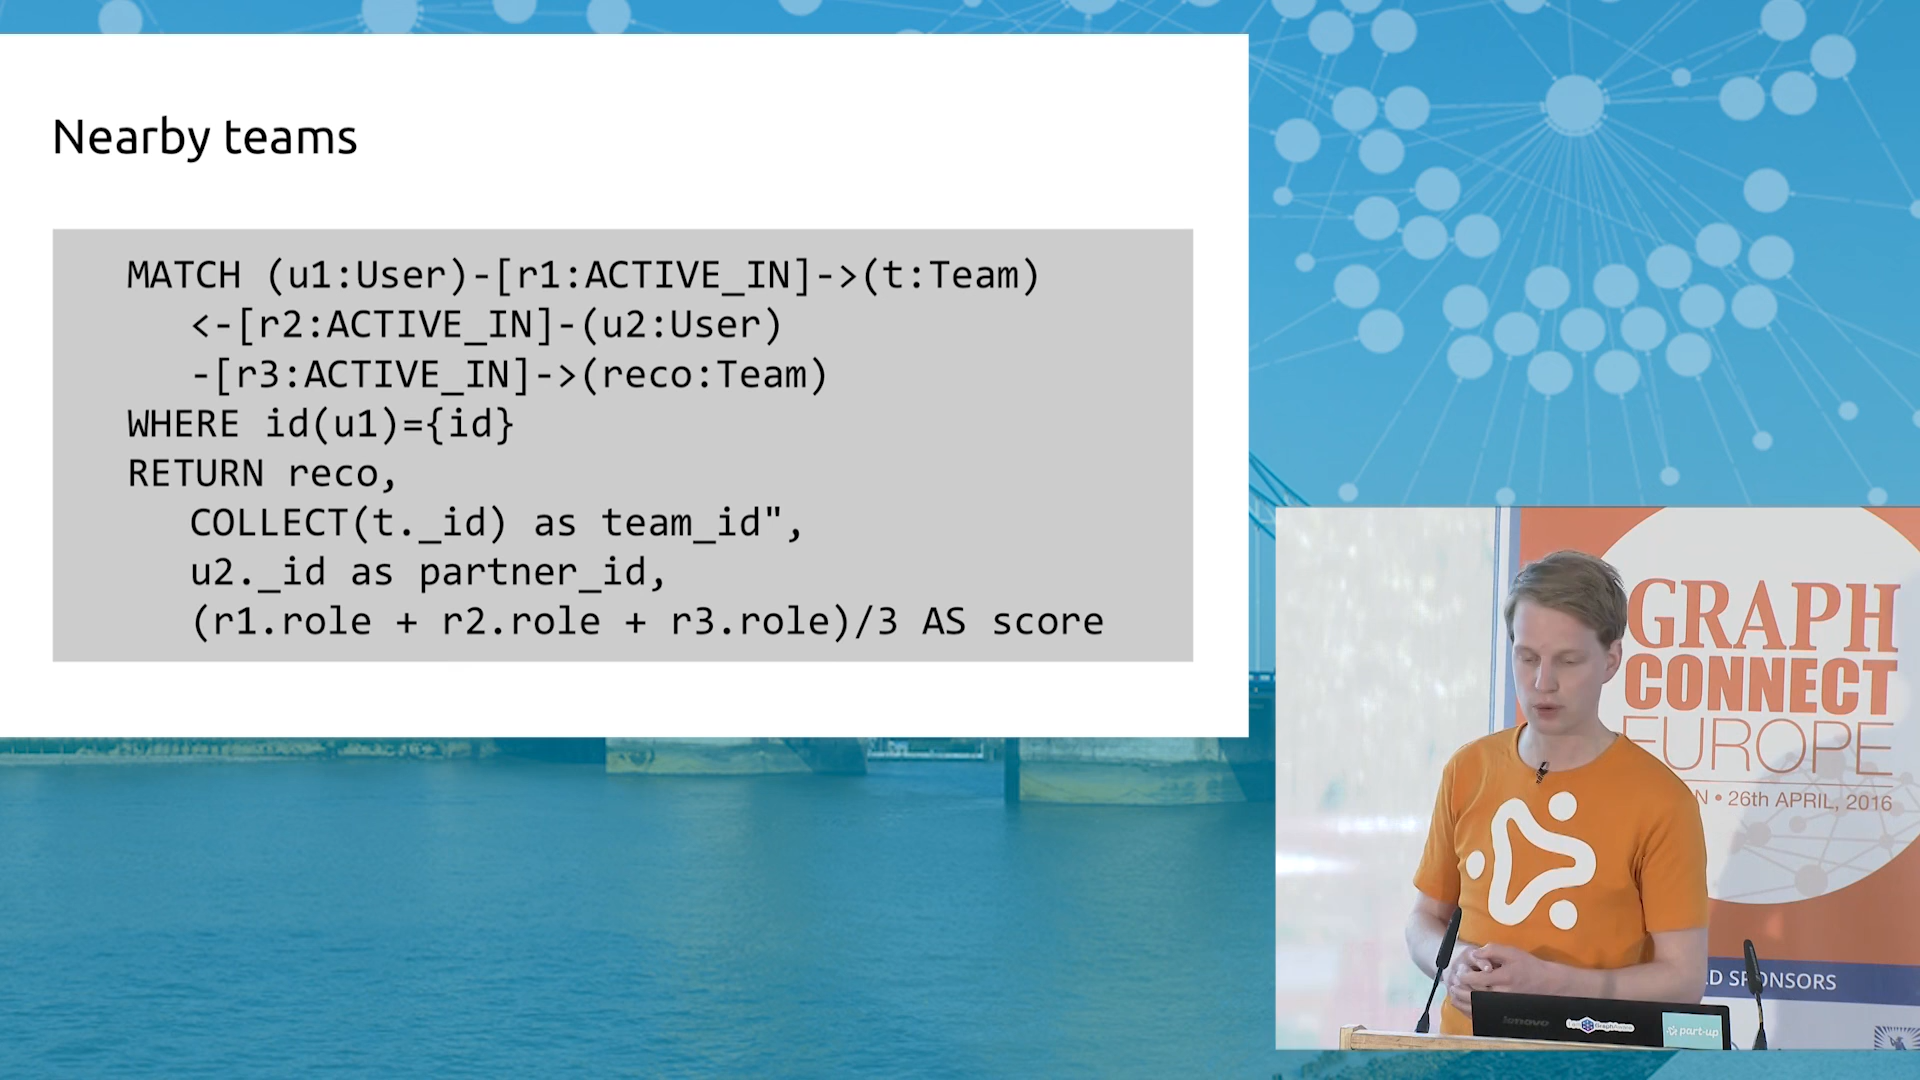 Nearby teams
MATCH (u1:User)-[r1:ACTIVE_IN]->(t:Team)
<-[r2:ACTIVE_IN]-(u2:User)
-[r3:ACTIVE_IN]->(reco:Team)
WHERE id(u1)={id}
RETURN reco,
COLLECT(t._id) as team_id",
u2._id as partner_id,
(r1.role + r2.role + r3.role)/3 AS score
GRAPH
CONNECT
EUROPE
N • 26th APRIL, 2016
D SPONSORS
lenovo
GraphAware
part-up